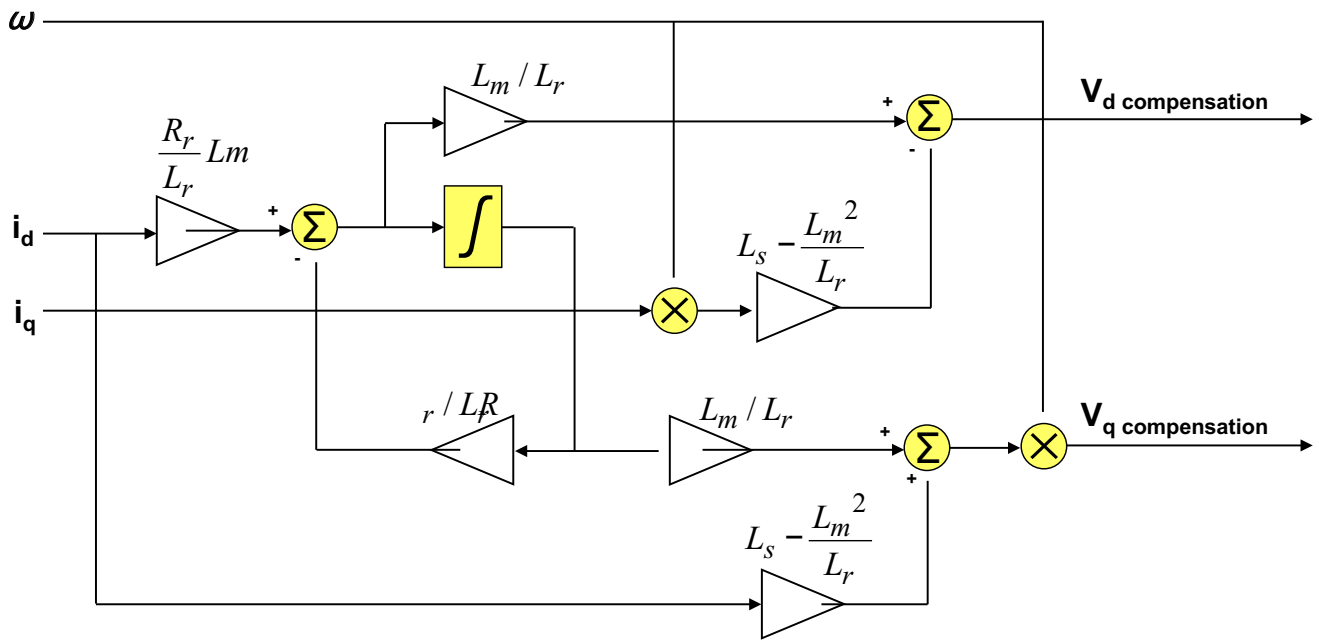 ω
L_m / L_r
V_d compensation
+
Σ
-
R_r
L_r
Lm
i_d
+
Σ
-
∫
L_s − L_m^2
L_r
i_q
×
r / L_r R
L_m / L_r
+
Σ
+
×
V_q compensation
L_s − L_m^2
L_r